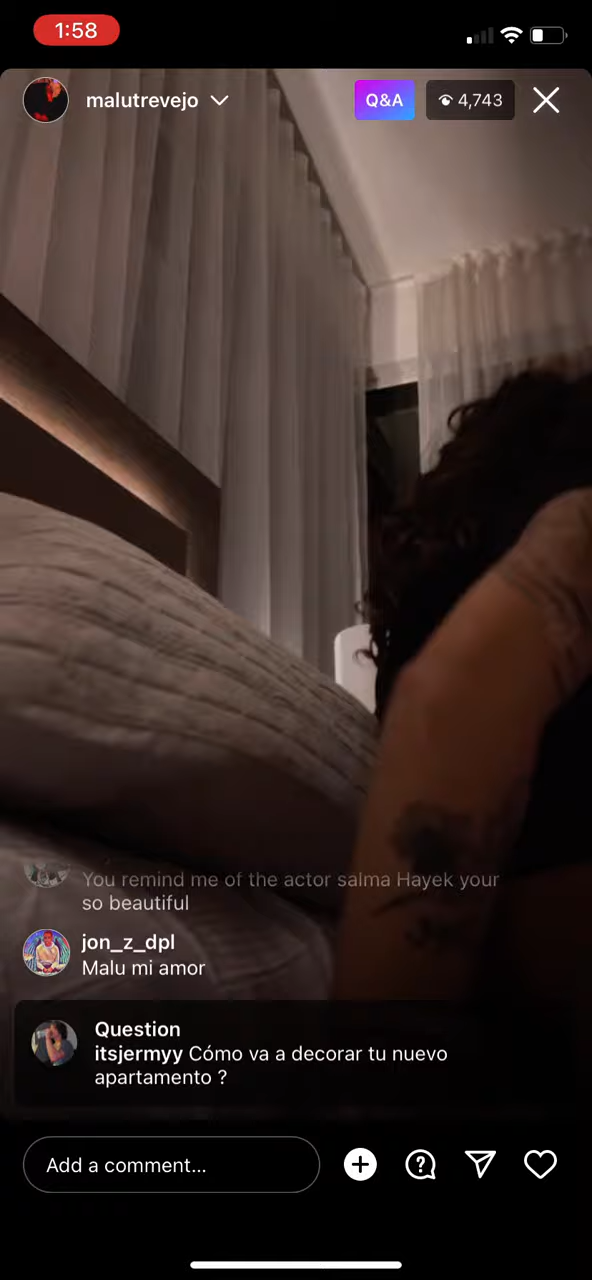 1:58
malutrevejo
Q&A
4,743
You remind me of the actor salma Hayek your
so beautiful
jon_z_dpl
Malu mi amor
Question
itsjermyy Cómo va a decorar tu nuevo
apartamento ?
Add a comment...